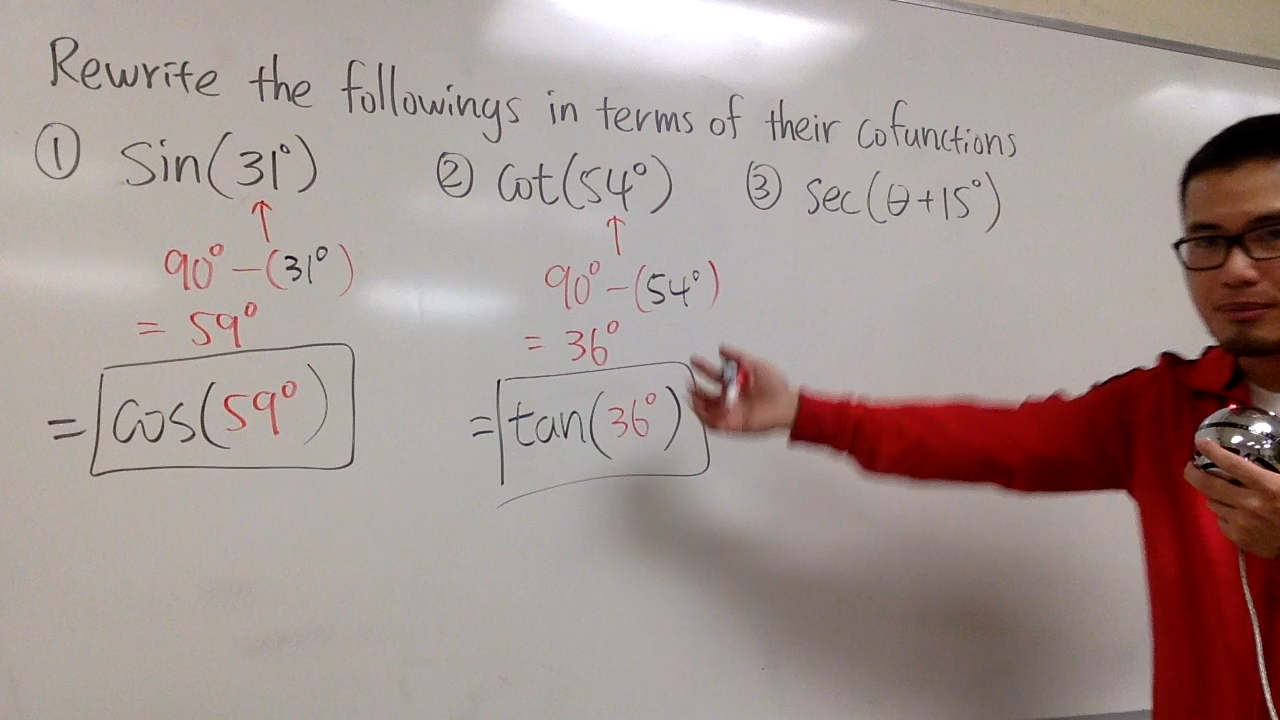 Rewrite the followings in terms of their cofunctions
① Sin(31°) ② Cot(54°) ③ Sec(θ+15°)
↑ ↑
90° - (31°) 90° - (54°)
= 59° = 36°
= cos(59°) = tan(36°)